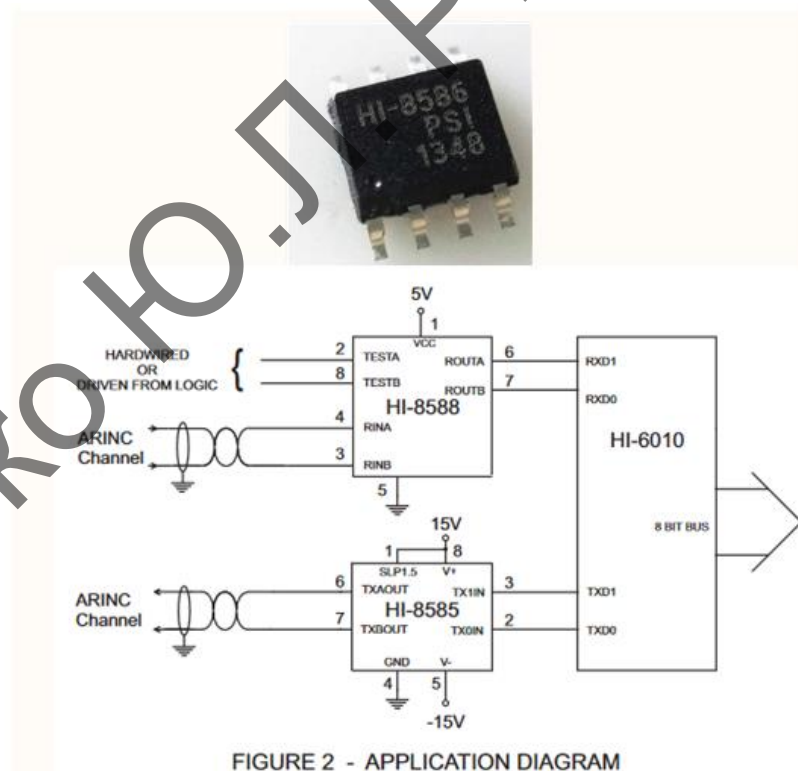 HI-8586
PSI
1348
5V
1
VCC
HARDWIRED
OR
DRIVEN FROM LOGIC
2
TESTA
ROUTA
6
RXD1
8
TESTB
ROUTB
7
RXD0
HI-8588
HI-6010
ARINC
Channel
4
RINA
3
RINB
5
8 BIT BUS
15V
1
8
SLP1.5
V+
ARINC
Channel
6
TXAOUT
TX1IN
3
TXD1
HI-8585
7
TXBOUT
TX0IN
2
TXD0
GND
V-
4
5
-15V
FIGURE 2 - APPLICATION DIAGRAM
ко Ю.Л.